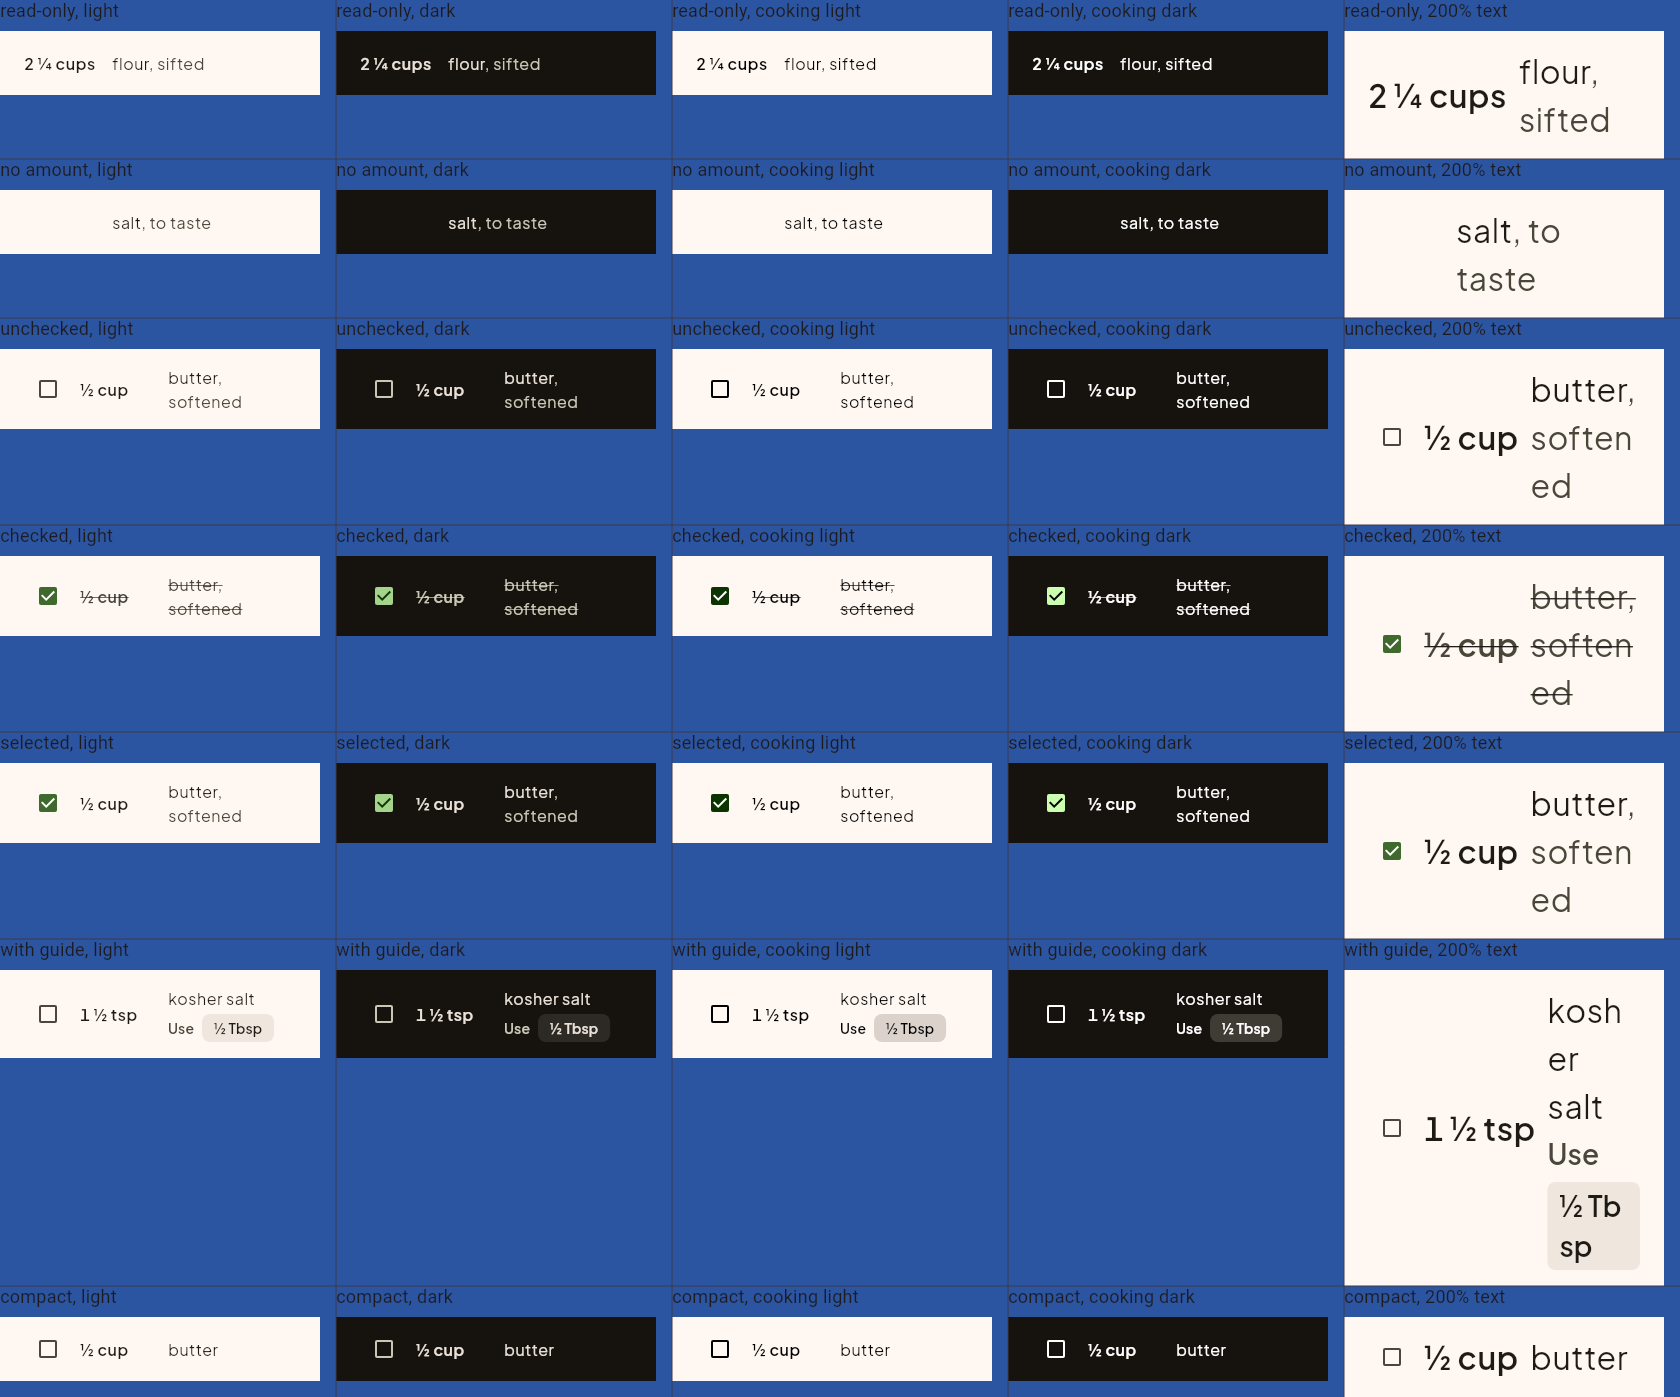 read-only, light
read-only, dark
read-only, cooking light
read-only, cooking dark
read-only, 200% text
2 ¼ cups flour, sifted
2 ¼ cups flour, sifted
2 ¼ cups flour, sifted
2 ¼ cups flour, sifted
2 ¼ cups
flour,
sifted
no amount, light
no amount, dark
no amount, cooking light
no amount, cooking dark
no amount, 200% text
salt, to taste
salt, to taste
salt, to taste
salt, to taste
salt, to
taste
unchecked, light
unchecked, dark
unchecked, cooking light
unchecked, cooking dark
unchecked, 200% text
½ cup
butter,
softened
½ cup
butter,
softened
½ cup
butter,
softened
½ cup
butter,
softened
½ cup
butter,
soften
ed
checked, light
checked, dark
checked, cooking light
checked, cooking dark
checked, 200% text
½ cup
butter,
softened
½ cup
butter,
softened
½ cup
butter,
softened
½ cup
butter,
softened
½ cup
butter,
soften
ed
selected, light
selected, dark
selected, cooking light
selected, cooking dark
selected, 200% text
½ cup
butter,
softened
½ cup
butter,
softened
½ cup
butter,
softened
½ cup
butter,
softened
½ cup
butter,
soften
ed
with guide, light
with guide, dark
with guide, cooking light
with guide, cooking dark
with guide, 200% text
1 ½ tsp
kosher salt
Use ½ Tbsp
1 ½ tsp
kosher salt
Use ½ Tbsp
1 ½ tsp
kosher salt
Use ½ Tbsp
1 ½ tsp
kosher salt
Use ½ Tbsp
1 ½ tsp
kosh
er
salt
Use
½ Tb
sp
compact, light
compact, dark
compact, cooking light
compact, cooking dark
compact, 200% text
½ cup butter
½ cup butter
½ cup butter
½ cup butter
½ cup butter